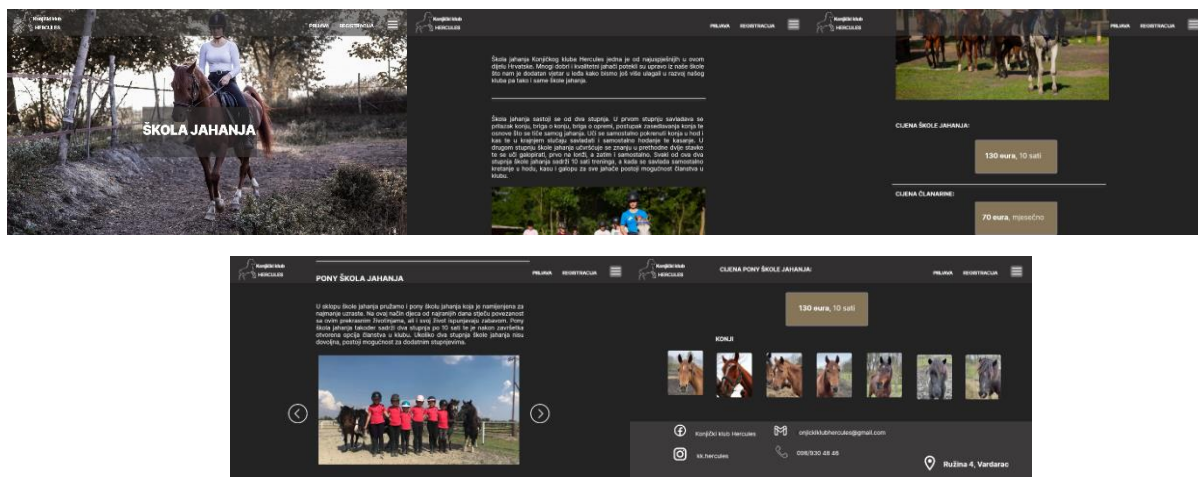 Konjički klub
HERCULES
PRIJAVA REGISTRACIJA
ŠKOLA JAHANJA
Konjički klub
HERCULES
PRIJAVA REGISTRACIJA
Škola jahanja Konjičkog kluba Hercules jedna je od najuspješnijih u ovom
dijelu Hrvatske. Mnogi dobri i kvalitetni jahači potekli su upravo iz naše škole
što nam je dodatan vjetar u leđa kako bismo još više ulagali u razvoj našeg
kluba pa tako i same škole jahanja.
Škola jahanja sastoji se od dva stupnja. U prvom stupnju savladava se
prilazak konju, briga o konju, briga o opremi, postupak zasedlavanja konja te
osnove što se tiče samog jahanja. Uči se samostalno pokrenuti konja u hod i
kas te u krajnjem slučaju savladati i samostalno hodanje te kasanje. U
drugom stupnju škole jahanja učvršćuje se znanju u prethodne dvije stavke
te se uči galopirati, prvo na lonži, a zatim i samostalno. Svaki od ova dva
stupnja škole jahanja sadrži 10 sati treninga, a kada se savlada samostalno
kretanje u hodu, kasu i galopu za sve jahače postoji mogućnost članstva u
klubu.
Konjički klub
HERCULES
PRIJAVA REGISTRACIJA
CIJENA ŠKOLE JAHANJA:
130 eura, 10 sati
CIJENA ČLANARINE:
70 eura, mjesečno
Konjički klub
HERCULES
PRIJAVA REGISTRACIJA
PONY ŠKOLA JAHANJA
U sklopu škole jahanja pružamo i pony školu jahanja koja je namijenjena za
najmanje uzraste. Na ovaj način djeca od najranijih dana stječu povezanost
sa ovim prekrasnim životinjama, ali i svoj život ispunjavaju zabavom. Pony
škola jahanja također sadrži dva stupnja po 10 sati te je nakon završetka
otvorena opcija članstva u klubu. Ukoliko dva stupnja škole jahanja nisu
dovoljna, postoji mogućnost za dodatnim stupnjevima.
Konjički klub
HERCULES
CIJENA PONY ŠKOLE JAHANJA:
PRIJAVA REGISTRACIJA
130 eura, 10 sati
KONJI
Konjički klub Hercules
onjickiklubhercules@gmail.com
kk.hercules
098/930 48 46
Ružina 4, Vardarac